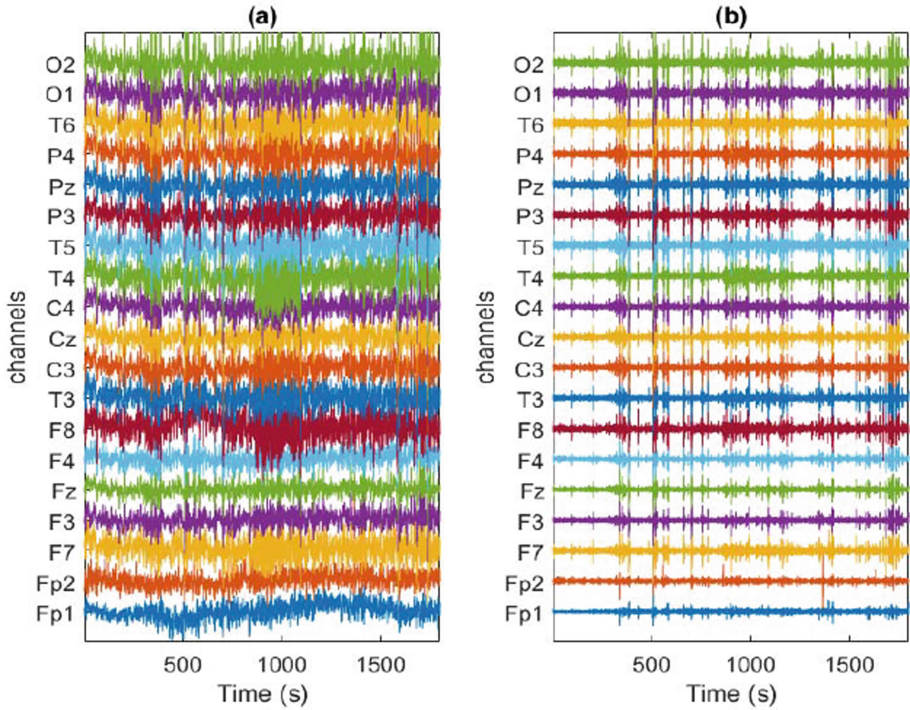 (a)
channels
O2
O1
T6
P4
Pz
P3
T5
T4
C4
Cz
C3
T3
F8
F4
Fz
F3
F7
Fp2
Fp1
500 1000 1500
Time (s)
(b)
channels
O2
O1
T6
P4
Pz
P3
T5
T4
C4
Cz
C3
T3
F8
F4
Fz
F3
F7
Fp2
Fp1
500 1000 1500
Time (s)